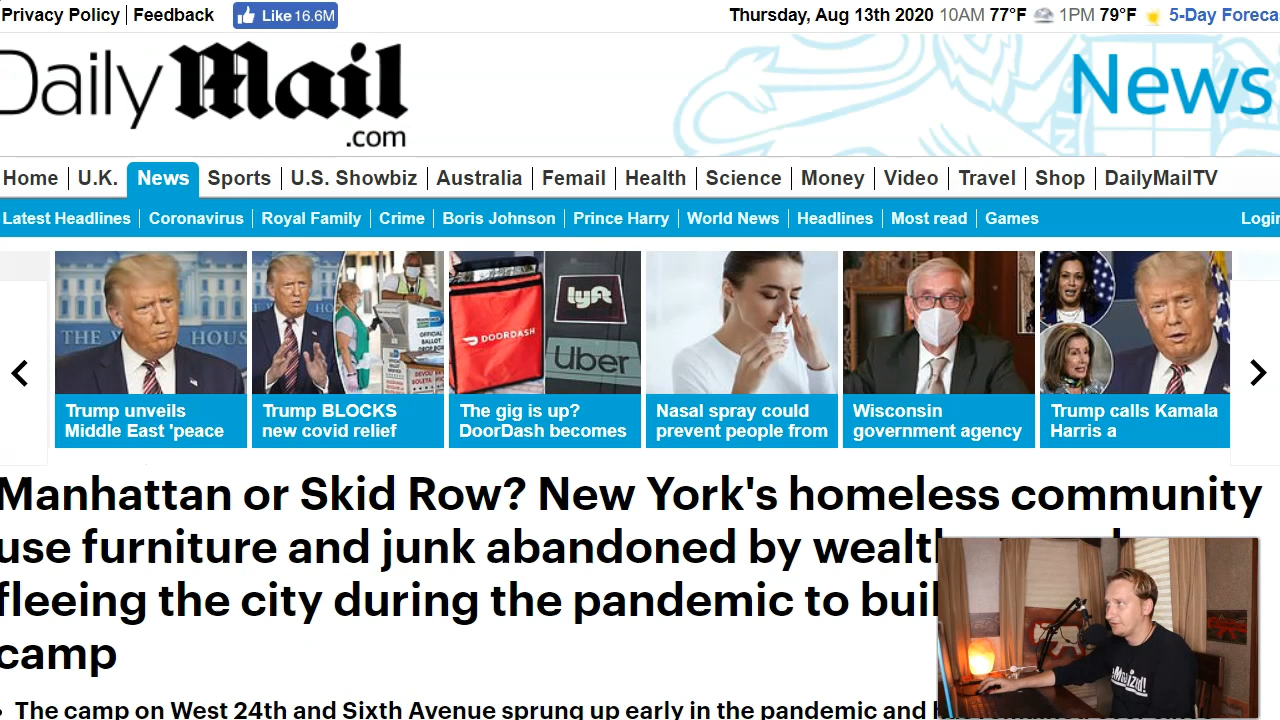 Privacy Policy | Feedback Like 16.6M
Thursday, Aug 13th 2020 10AM 77°F 1PM 79°F 5-Day Foreca
Daily Mail
.com
News
Home U.K. News Sports U.S. Showbiz Australia Femail Health Science Money Video Travel Shop DailyMailTV
Latest Headlines Coronavirus Royal Family Crime Boris Johnson Prince Harry World News Headlines Most read Games Login
THE HOUS
OFFICIAL BALLOT
DOORDASH
lyft
Uber
Trump unveils
Middle East 'peace
Trump BLOCKS
new covid relief
The gig is up?
DoorDash becomes
Nasal spray could
prevent people from
Wisconsin
government agency
Trump calls Kamala
Harris a
Manhattan or Skid Row? New York's homeless community
use furniture and junk abandoned by wealt
fleeing the city during the pandemic to buil
camp
• The camp on West 24th and Sixth Avenue sprung up early in the pandemic and